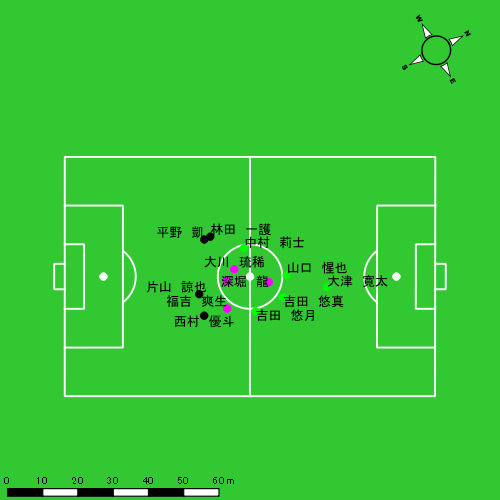 W
N
S
E
平野 凱
林田 一護
中村 莉士
大川 琉稀
山口 惺也
深堀 龍
大津 寛太
片山 諒也
福吉 爽生
吉田 悠真
吉田 悠月
西村 優斗
0 10 20 30 40 50 60 m